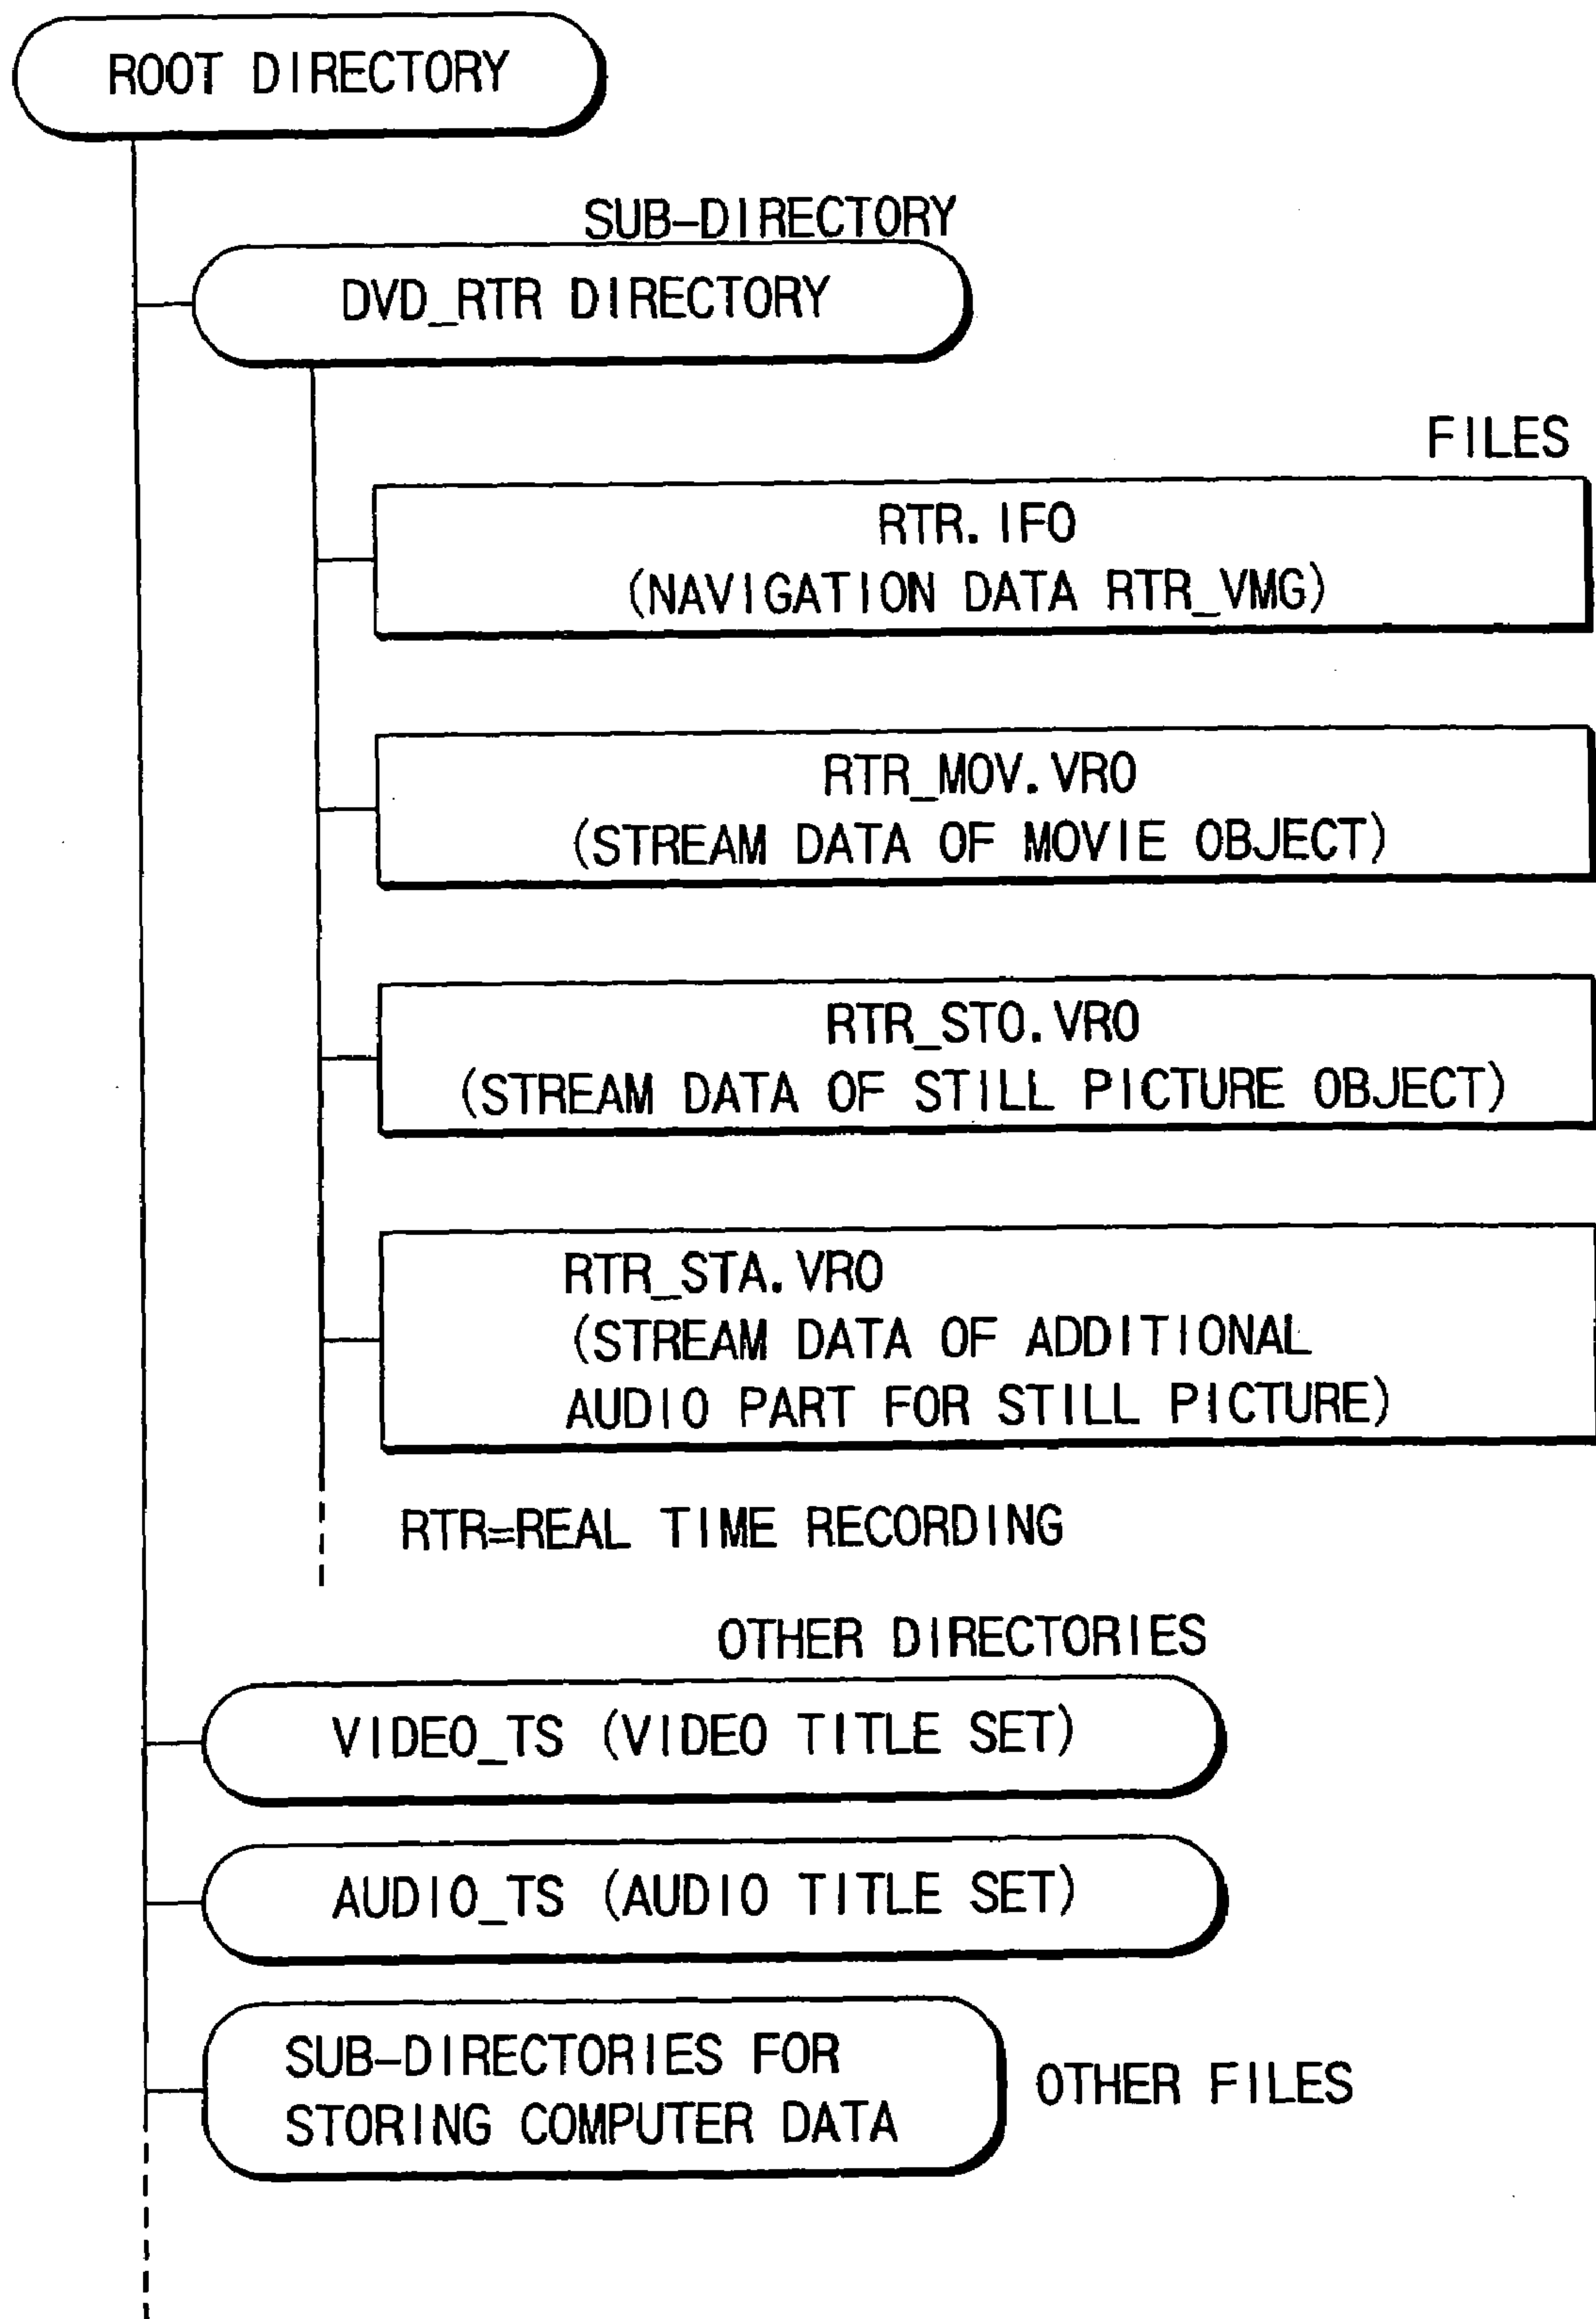 ROOT DIRECTORY
SUB-DIRECTORY
DVD_RTR DIRECTORY
FILES
RTR.IFO
(NAVIGATION DATA RTR_VMG)
RTR_MOV.VRO
(STREAM DATA OF MOVIE OBJECT)
RTR_STO.VRO
(STREAM DATA OF STILL PICTURE OBJECT)
RTR_STA.VRO
(STREAM DATA OF ADDITIONAL
AUDIO PART FOR STILL PICTURE)
RTR=REAL TIME RECORDING
OTHER DIRECTORIES
VIDEO_TS (VIDEO TITLE SET)
AUDIO_TS (AUDIO TITLE SET)
SUB-DIRECTORIES FOR
STORING COMPUTER DATA
OTHER FILES